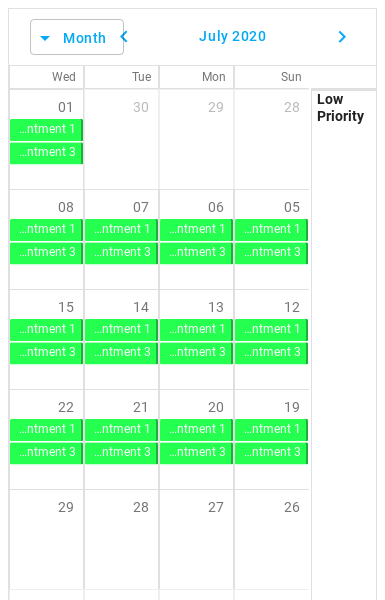 Month
July 2020
Wed Tue Mon Sun
Low
Priority
01 30 29 28
...ntment 1
...ntment 3
08 07 06 05
...ntment 1 ...ntment 1 ...ntment 1 ...ntment 1
...ntment 3 ...ntment 3 ...ntment 3 ...ntment 3
15 14 13 12
...ntment 1 ...ntment 1 ...ntment 1 ...ntment 1
...ntment 3 ...ntment 3 ...ntment 3 ...ntment 3
22 21 20 19
...ntment 1 ...ntment 1 ...ntment 1 ...ntment 1
...ntment 3 ...ntment 3 ...ntment 3 ...ntment 3
29 28 27 26